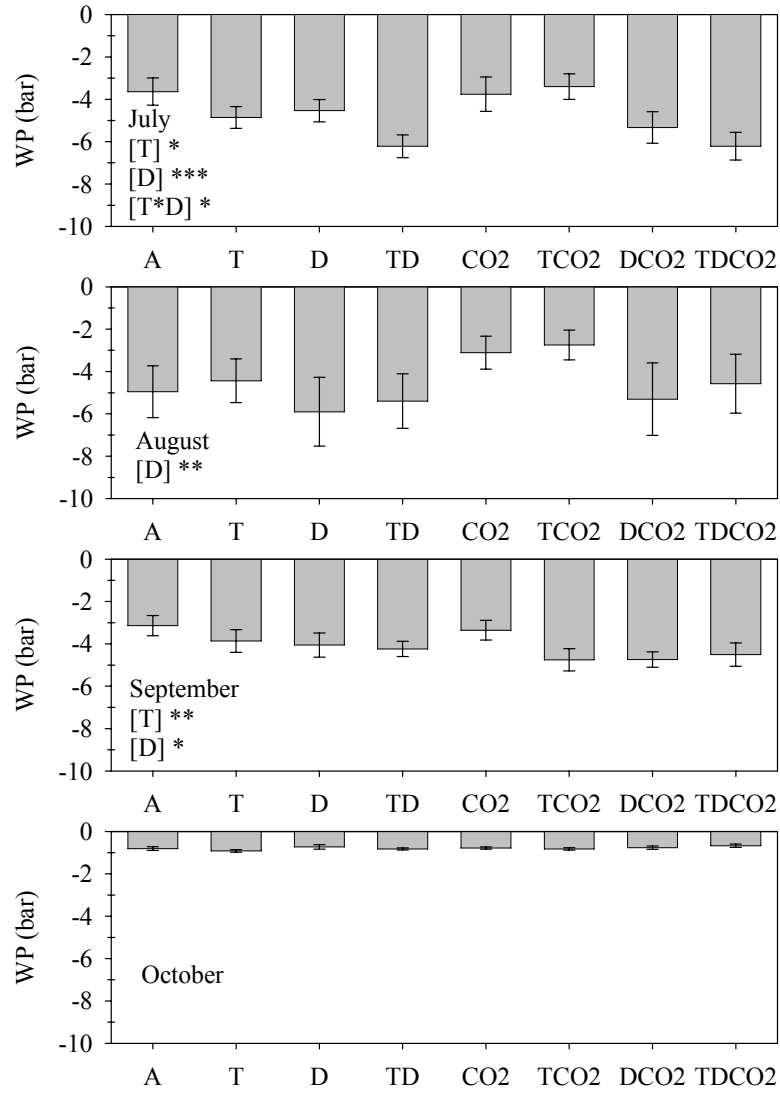 0
-2
-4
-6
-8
-10
WP (bar)
July
[T] *
[D] ***
[T*D] *
A T D TD CO2 TCO2 DCO2 TDCO2
0
-2
-4
-6
-8
-10
WP (bar)
August
[D] **
A T D TD CO2 TCO2 DCO2 TDCO2
0
-2
-4
-6
-8
-10
WP (bar)
September
[T] **
[D] *
A T D TD CO2 TCO2 DCO2 TDCO2
0
-2
-4
-6
-8
-10
WP (bar)
October
A T D TD CO2 TCO2 DCO2 TDCO2